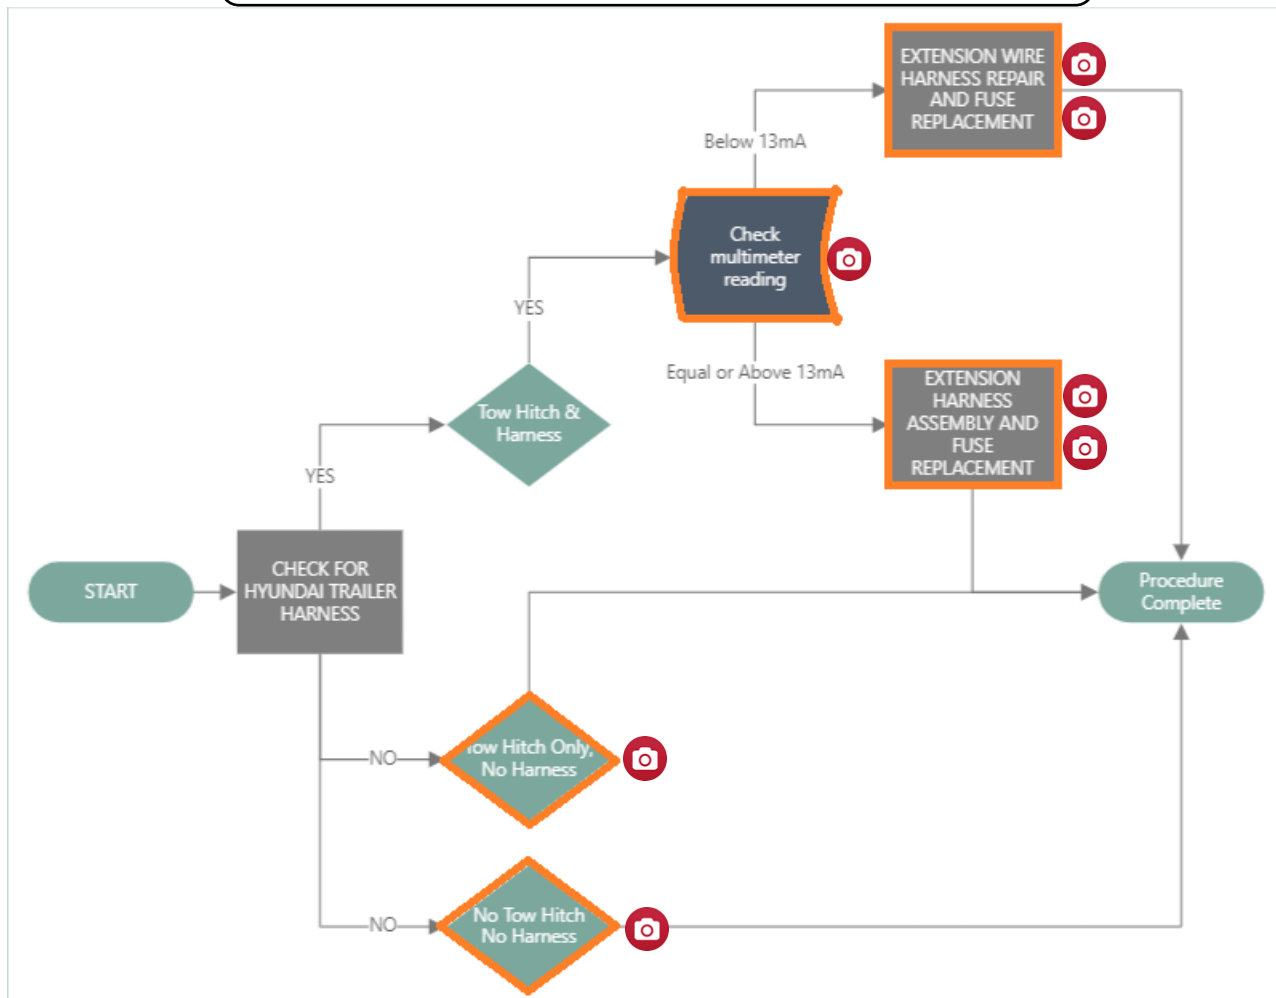 EXTENSION WIRE
HARNESS REPAIR
AND FUSE
REPLACEMENT
Below 13mA
Check
multimeter
reading
YES
Equal or Above 13mA
EXTENSION
HARNESS
ASSEMBLY AND
FUSE
REPLACEMENT
Tow Hitch &
Harness
YES
START
CHECK FOR
HYUNDAI TRAILER
HARNESS
Procedure
Complete
NO
Tow Hitch Only,
No Harness
NO
No Tow Hitch
No Harness